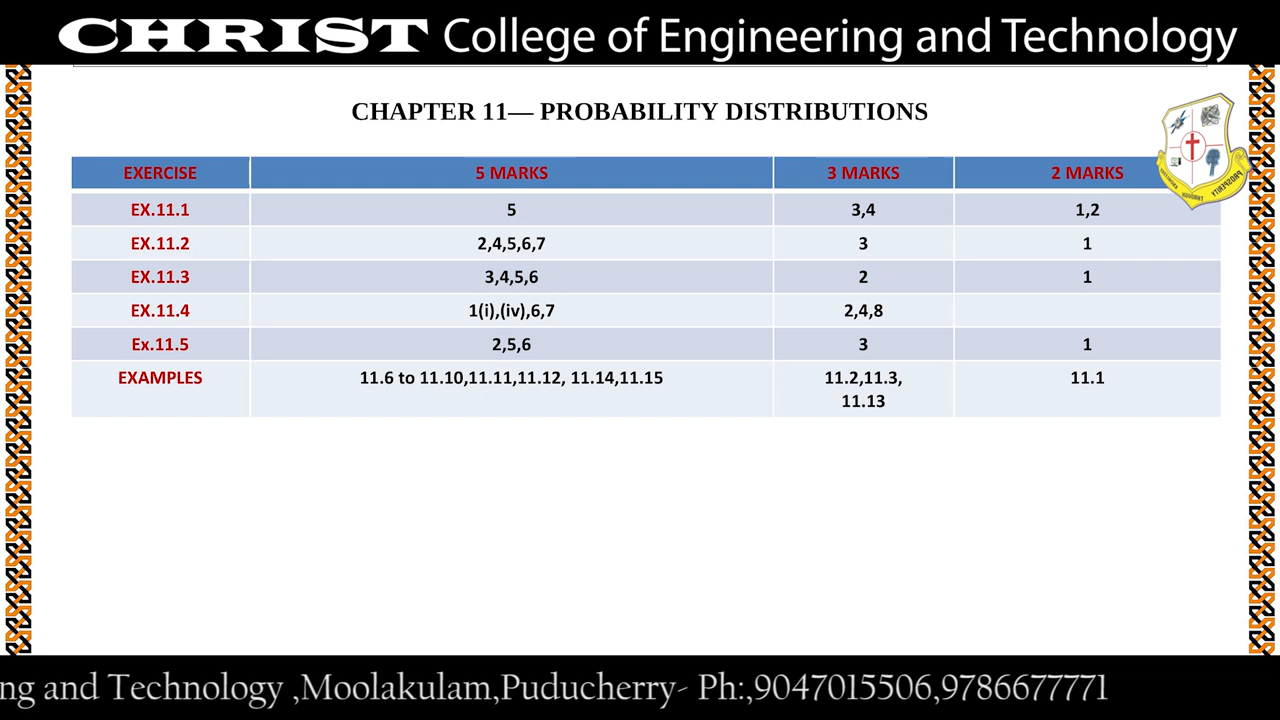 CHRIST College of Engineering and Technology
CHAPTER 11— PROBABILITY DISTRIBUTIONS
EXERCISE 5 MARKS 3 MARKS 2 MARKS
EX.11.1 5 3,4 1,2
EX.11.2 2,4,5,6,7 3 1
EX.11.3 3,4,5,6 2 1
EX.11.4 1(i),(iv),6,7 2,4,8
Ex.11.5 2,5,6 3 1
EXAMPLES 11.6 to 11.10,11.11,11.12, 11.14,11.15 11.2,11.3, 11.1
11.13
ng and Technology ,Moolakulam,Puducherry- Ph:,9047015506,9786677771